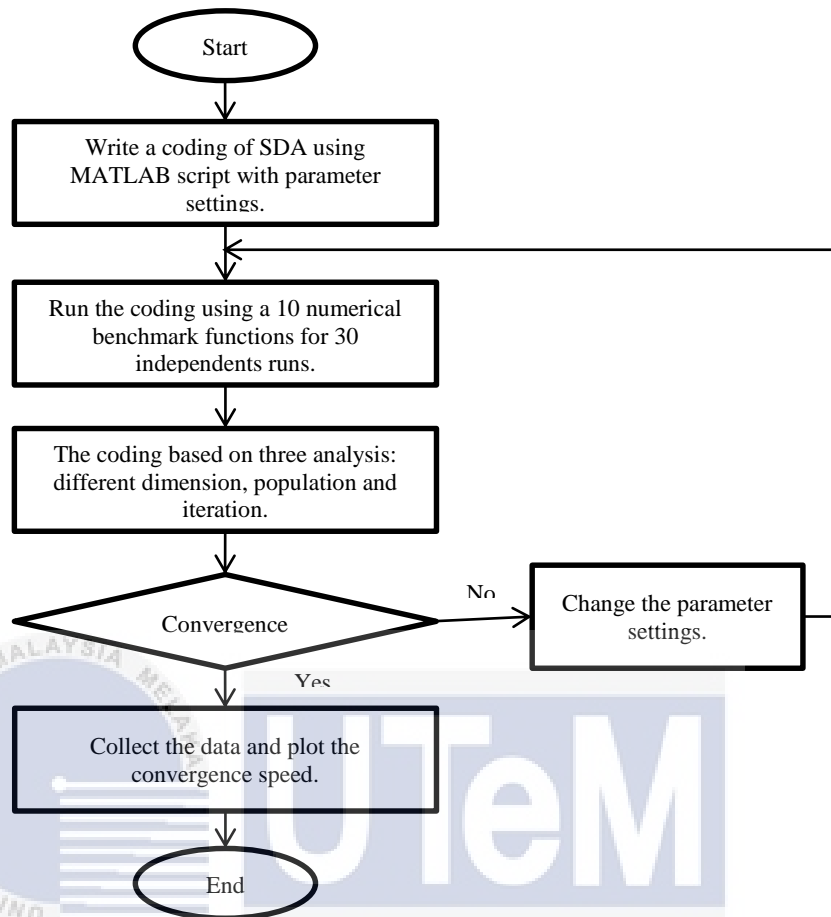 Start
Write a coding of SDA using
MATLAB script with parameter
settings.
Run the coding using a 10 numerical
benchmark functions for 30
independents runs.
The coding based on three analysis:
different dimension, population and
iteration.
Convergence
No
Change the parameter
settings.
Yes
Collect the data and plot the
convergence speed.
End
MALAYSIA MELAKA
UTeM